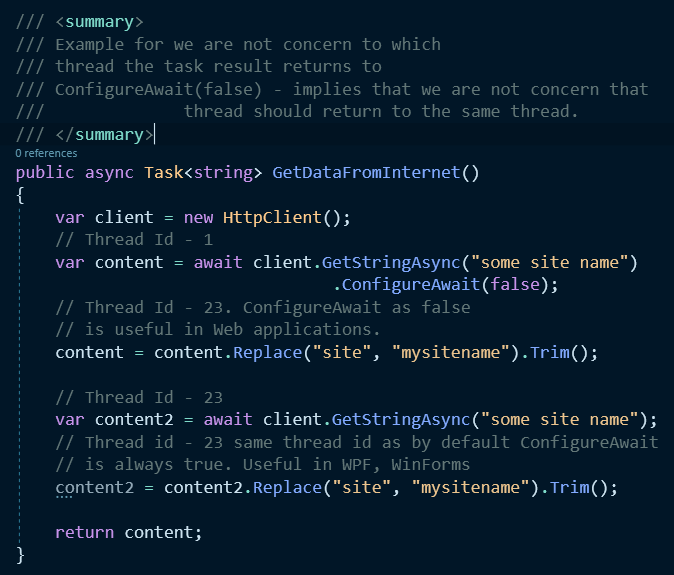 /// <summary>
/// Example for we are not concern to which
/// thread the task result returns to
/// ConfigureAwait(false) - implies that we are not concern that
///              thread should return to the same thread.
/// </summary>
0 references
public async Task<string> GetDataFromInternet()
{
    var client = new HttpClient();
    // Thread Id - 1
    var content = await client.GetStringAsync("some site name")
                                .ConfigureAwait(false);
    // Thread Id - 23. ConfigureAwait as false
    // is useful in Web applications.
    content = content.Replace("site", "mysitename").Trim();

    // Thread Id - 23
    var content2 = await client.GetStringAsync("some site name");
    // Thread id - 23 same thread id as by default ConfigureAwait
    // is always true. Useful in WPF, WinForms
    content2 = content2.Replace("site", "mysitename").Trim();

    return content;
}